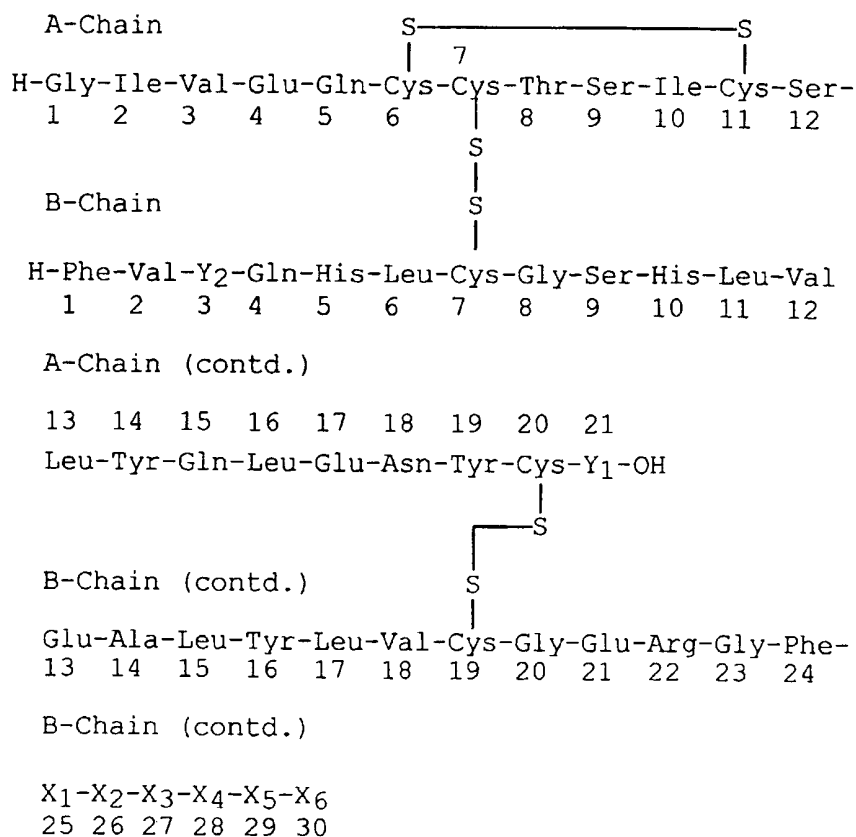 A-Chain S S
7
H-Gly-Ile-Val-Glu-Gln-Cys-Cys-Thr-Ser-Ile-Cys-Ser-
1 2 3 4 5 6 8 9 10 11 12
S
B-Chain S
H-Phe-Val-Y2-Gln-His-Leu-Cys-Gly-Ser-His-Leu-Val
1 2 3 4 5 6 7 8 9 10 11 12
A-Chain (contd.)
13 14 15 16 17 18 19 20 21
Leu-Tyr-Gln-Leu-Glu-Asn-Tyr-Cys-Y1-OH
S
B-Chain (contd.) S
Glu-Ala-Leu-Tyr-Leu-Val-Cys-Gly-Glu-Arg-Gly-Phe-
13 14 15 16 17 18 19 20 21 22 23 24
B-Chain (contd.)
X1-X2-X3-X4-X5-X6
25 26 27 28 29 30